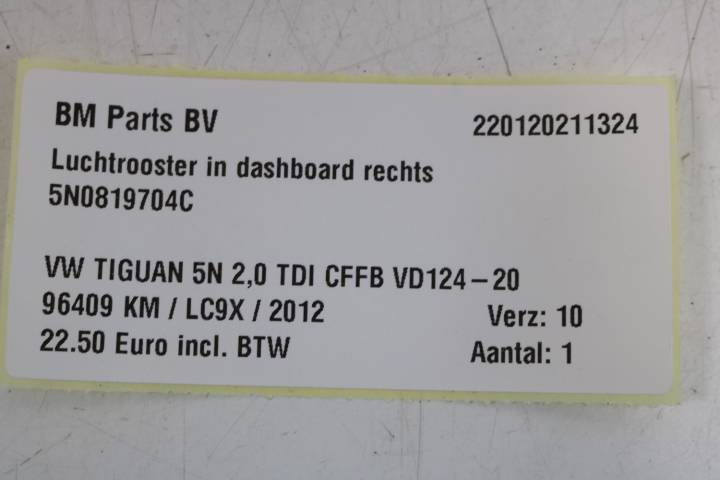 BM Parts BV 220120211324
Luchtrooster in dashboard rechts
5N0819704C
VW TIGUAN 5N 2,0 TDI CFFB VD124-20
96409 KM / LC9X / 2012 Verz: 10
22.50 Euro incl. BTW Aantal: 1